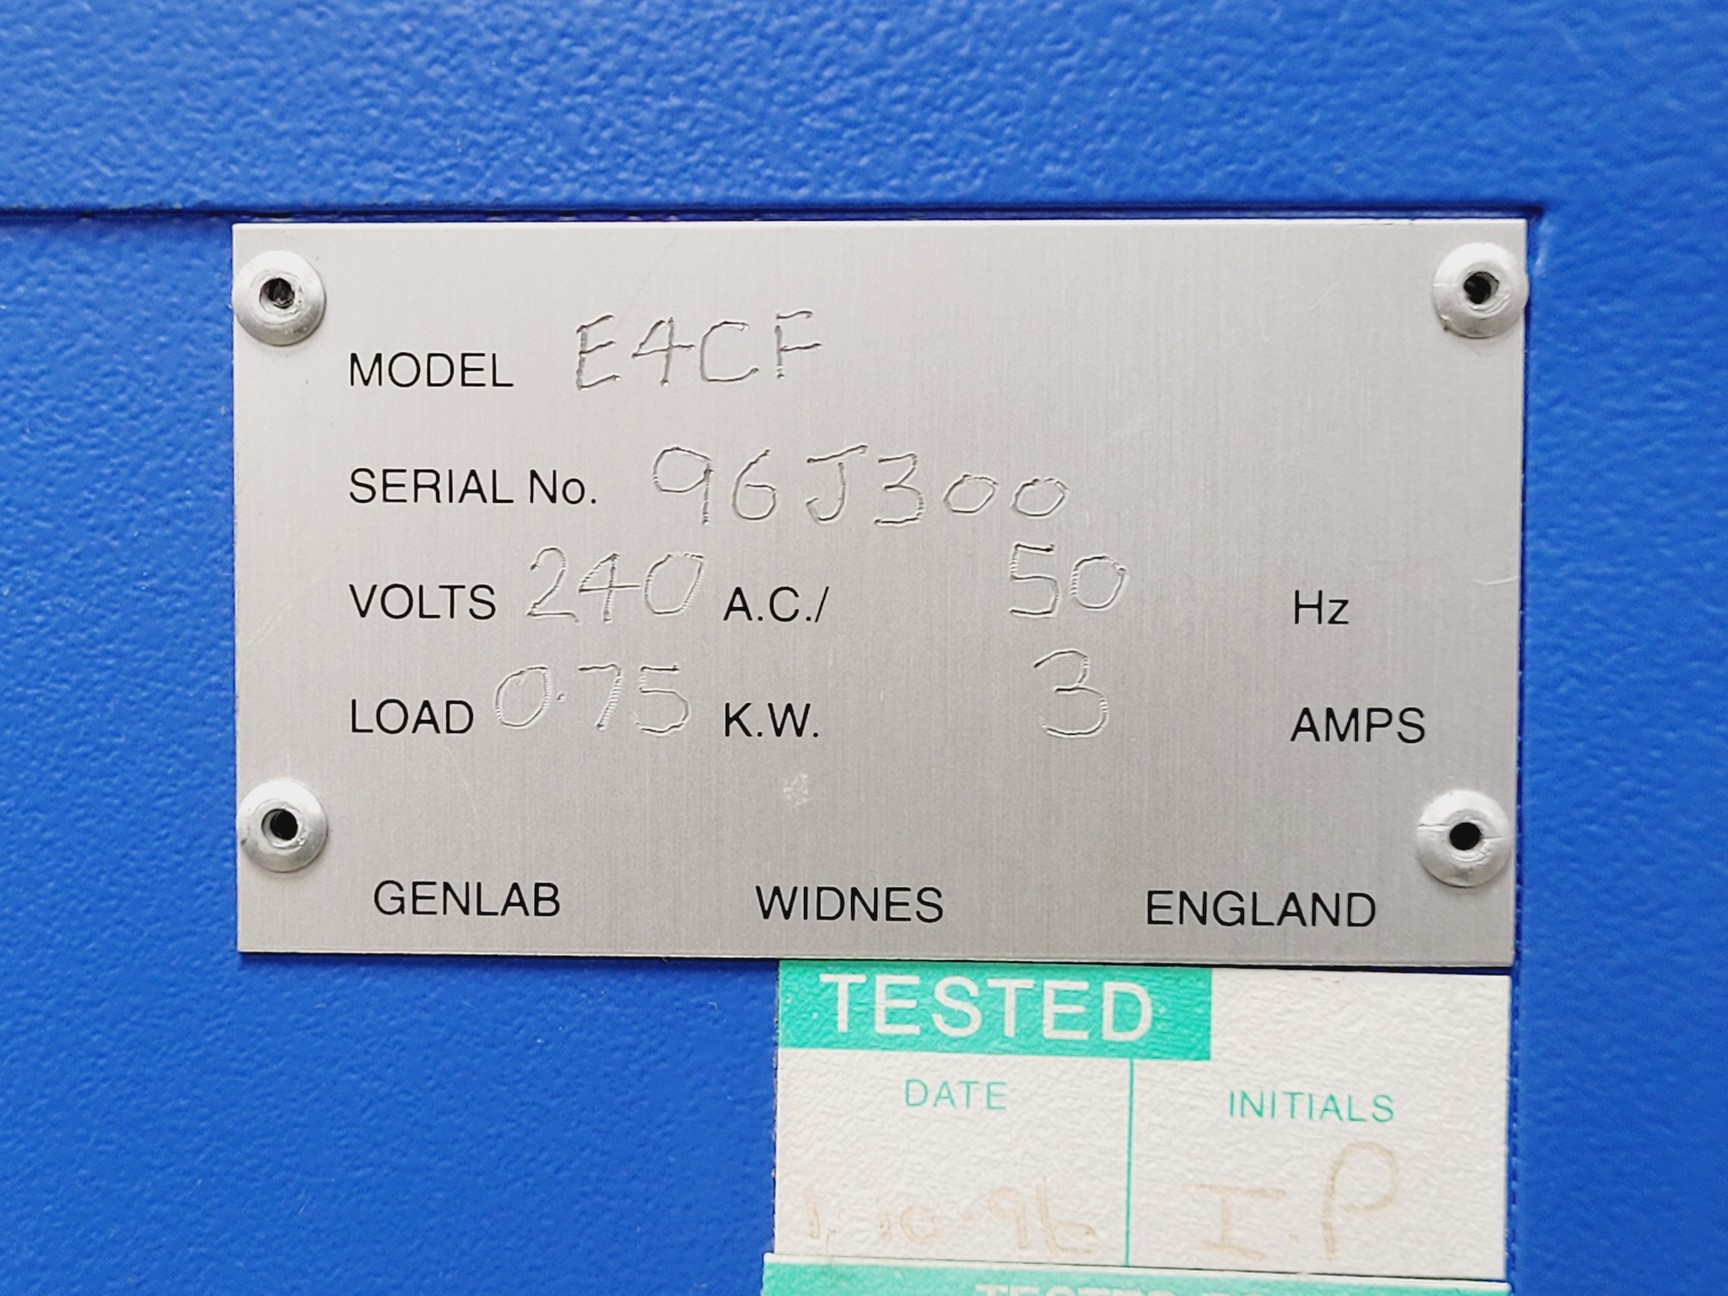 MODEL E4CF
SERIAL No. 96J300
VOLTS 240 A.C./ 50 Hz
LOAD 0.75 K.W. 3 AMPS
GENLAB WIDNES ENGLAND
TESTED
DATE INITIALS
1.10.96 I.P
TESTED